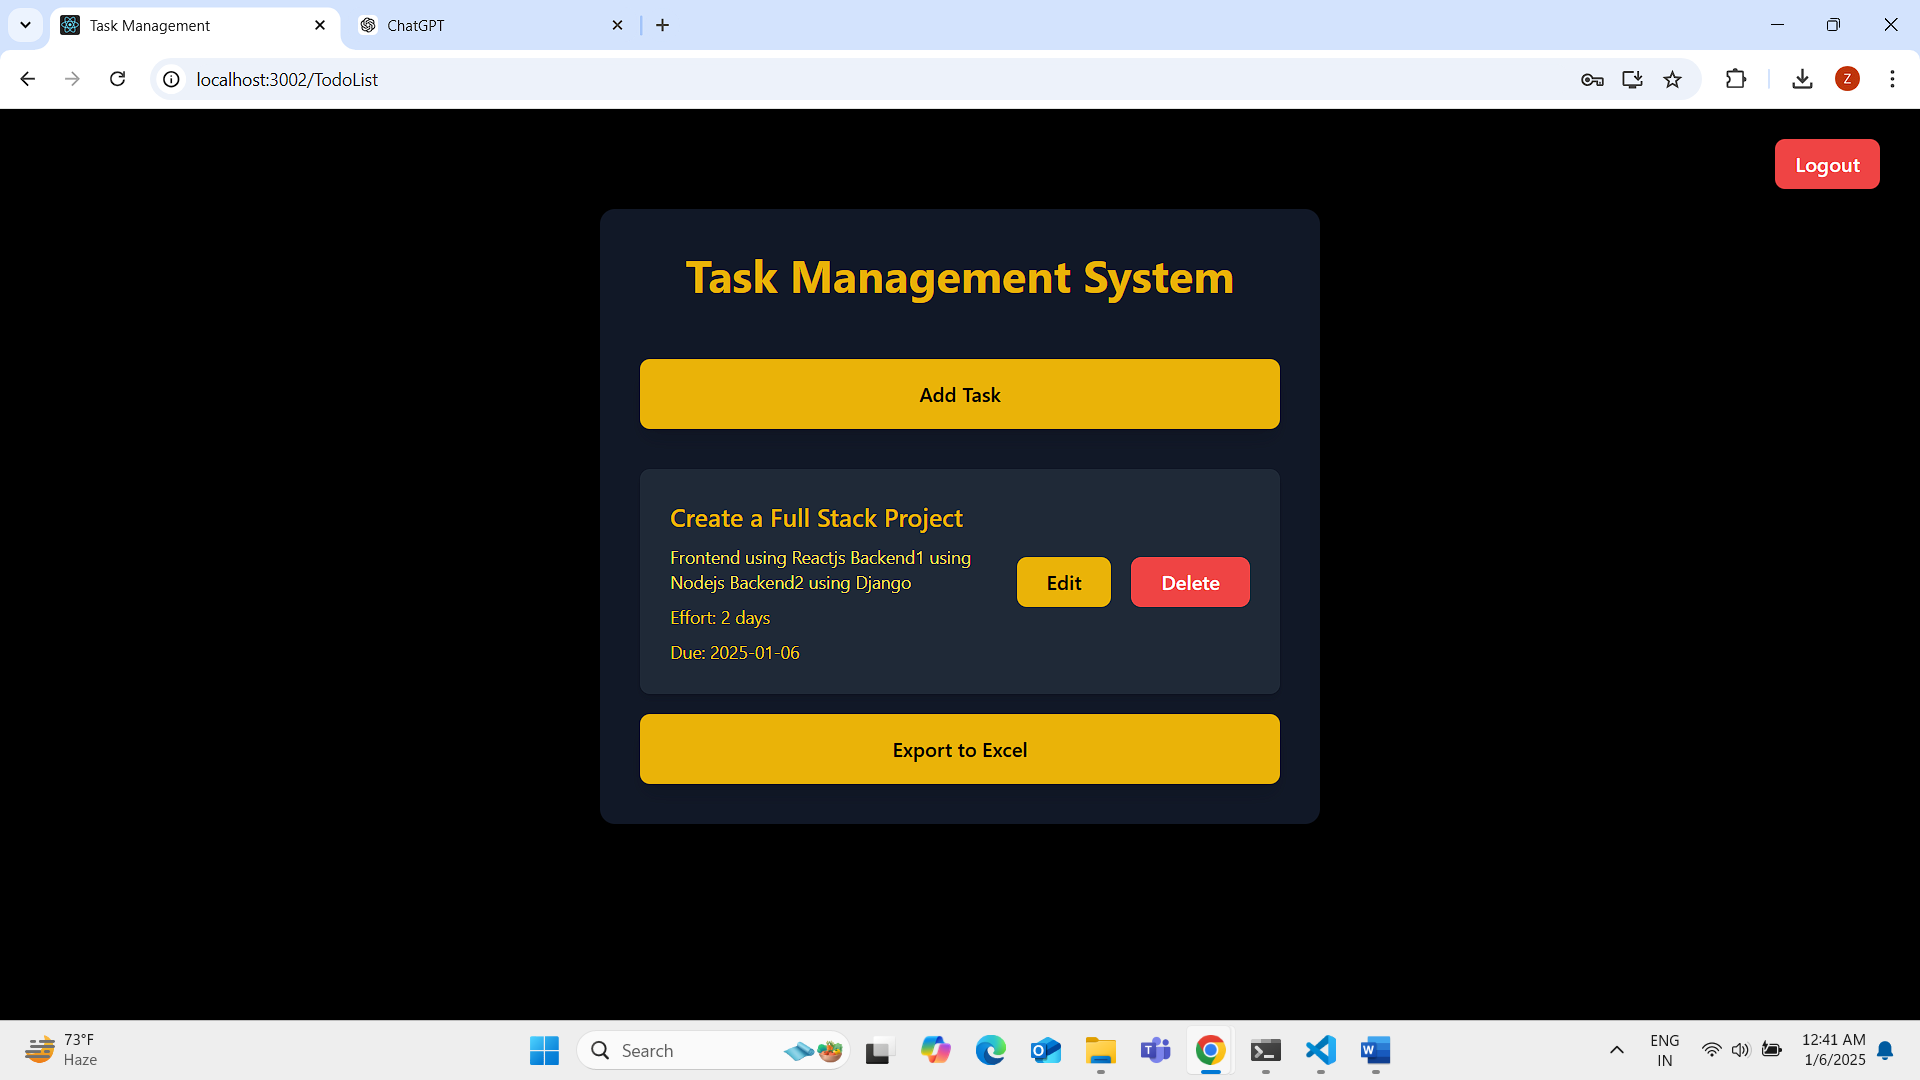 Task Management
ChatGPT
localhost:3002/TodoList
Z
Logout
Task Management System
Add Task
Create a Full Stack Project
Frontend using Reactjs Backend1 using
Nodejs Backend2 using Django
Effort: 2 days
Due: 2025-01-06
Edit
Delete
Export to Excel
73°F
Haze
Search
ENG
IN
12:41 AM
1/6/2025